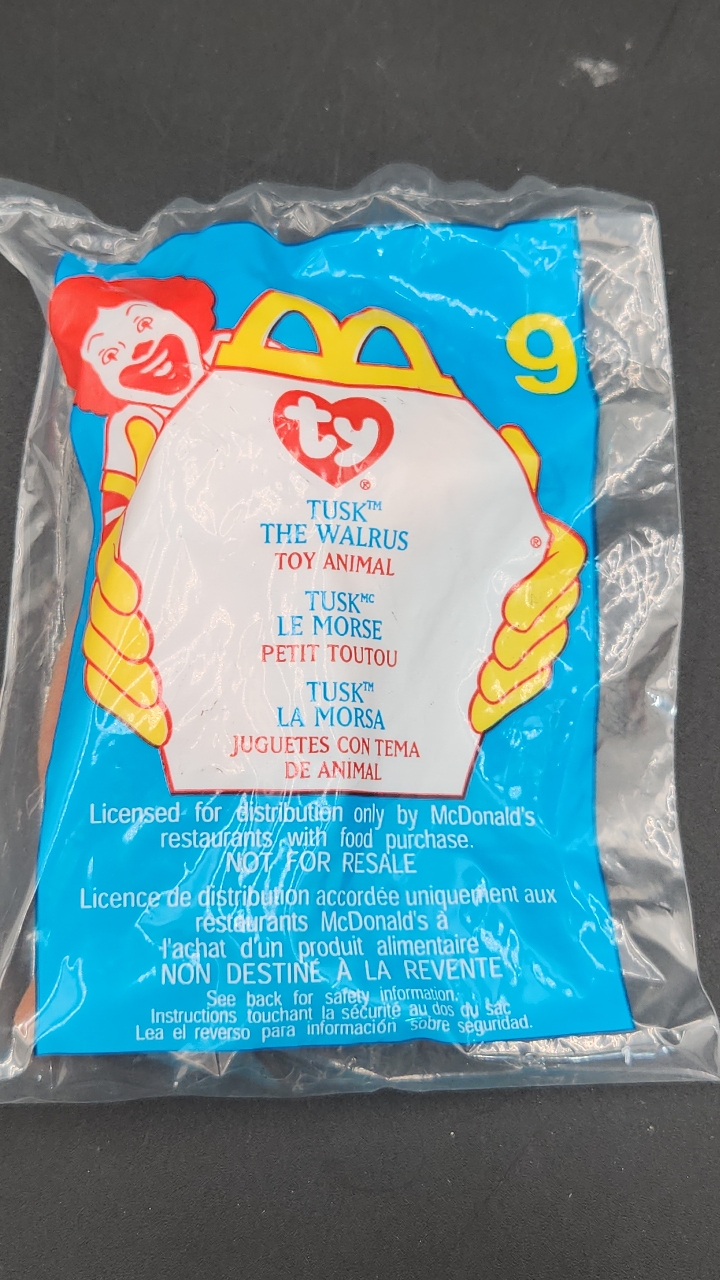 9
ty®
TUSK™
THE WALRUS
TOY ANIMAL
®
TUSKMC
LE MORSE
PETIT TOUTOU
TUSK™
LA MORSA
JUGUETES CON TEMA
DE ANIMAL
Licensed for distribution only by McDonald's
restaurants with food purchase.
NOT FOR RESALE
Licence de distribution accordée uniquement aux
restaurants McDonald's à
l'achat d'un produit alimentaire
NON DESTINÉ À LA REVENTE
See back for safety information.
Instructions touchant la sécurité au dos du sac
Lea el reverso para información sobre seguridad.